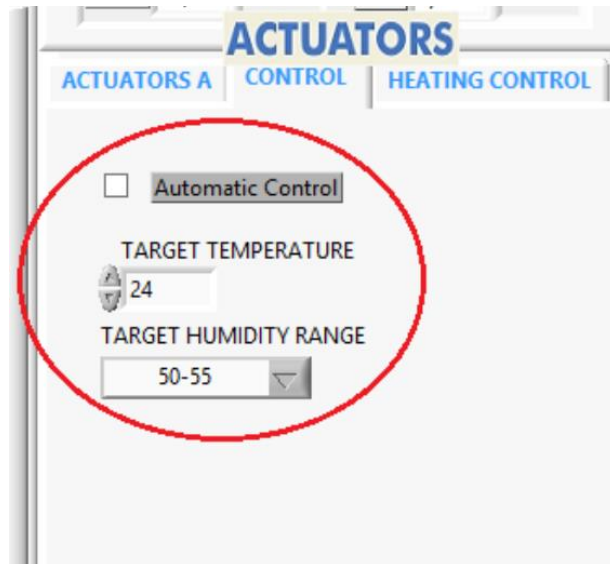 ACTUATORS
ACTUATORS A CONTROL HEATING CONTROL
Automatic Control
TARGET TEMPERATURE
24
TARGET HUMIDITY RANGE
50-55